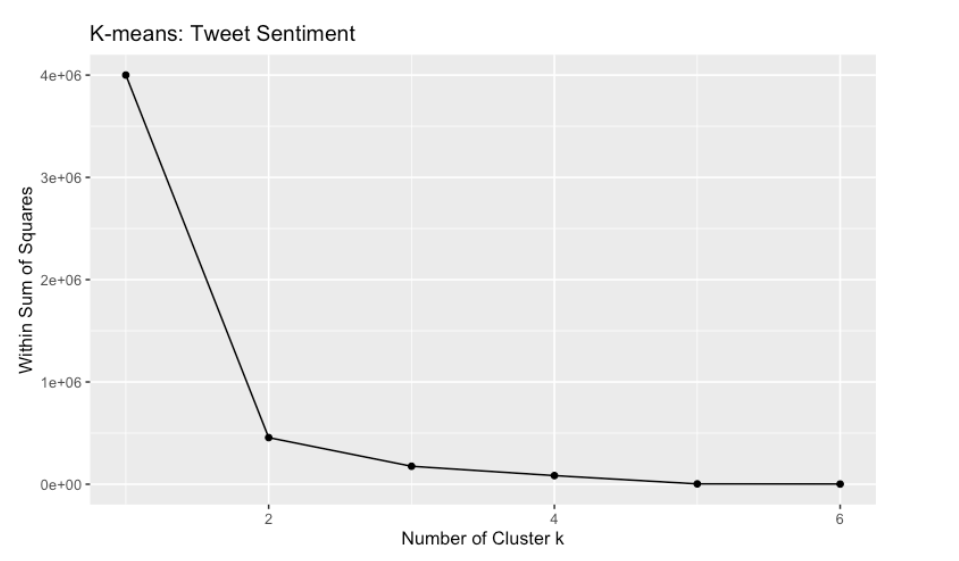 K-means: Tweet Sentiment
4e+06
3e+06
2e+06
1e+06
0e+00
Within Sum of Squares
2 4 6
Number of Cluster k